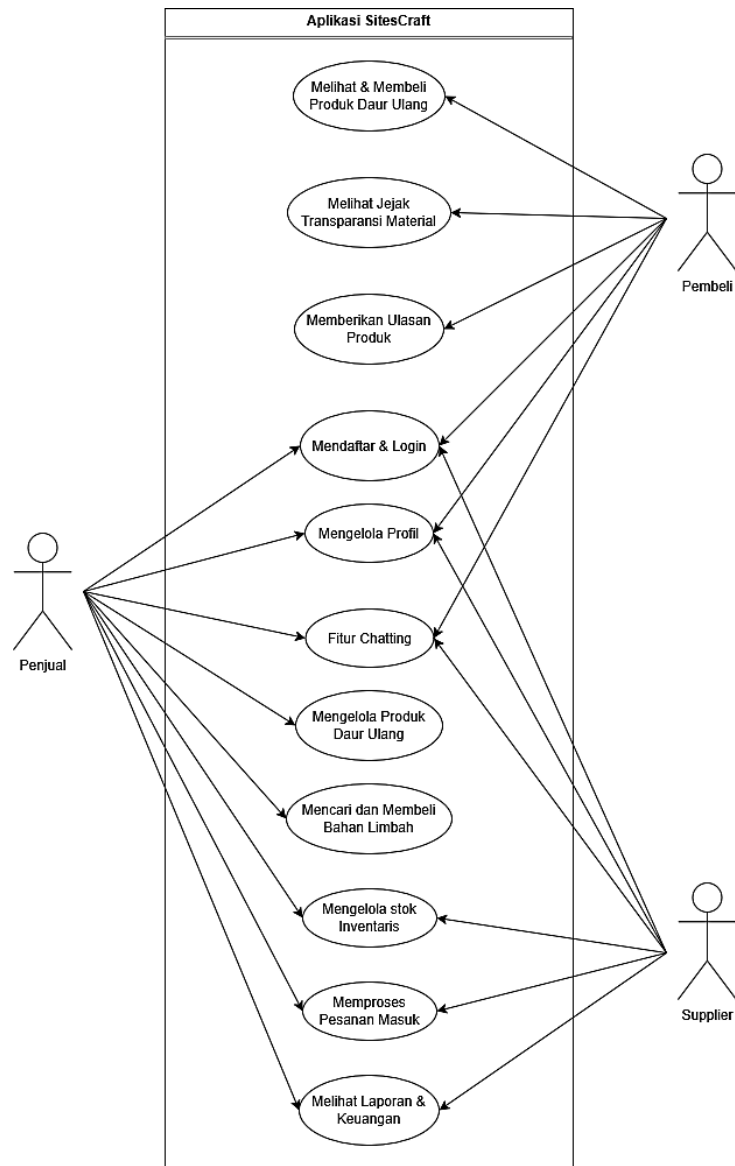 Aplikasi SitesCraft
Melihat & Membeli
Produk Daur Ulang
Melihat Jejak
Transparansi Material
Pembeli
Memberikan Ulasan
Produk
Mendaftar & Login
Mengelola Profil
Fitur Chatting
Penjual
Mengelola Produk
Daur Ulang
Mencari dan Membeli
Bahan Limbah
Mengelola stok
Inventaris
Memproses
Pesanan Masuk
Supplier
Melihat Laporan &
Keuangan